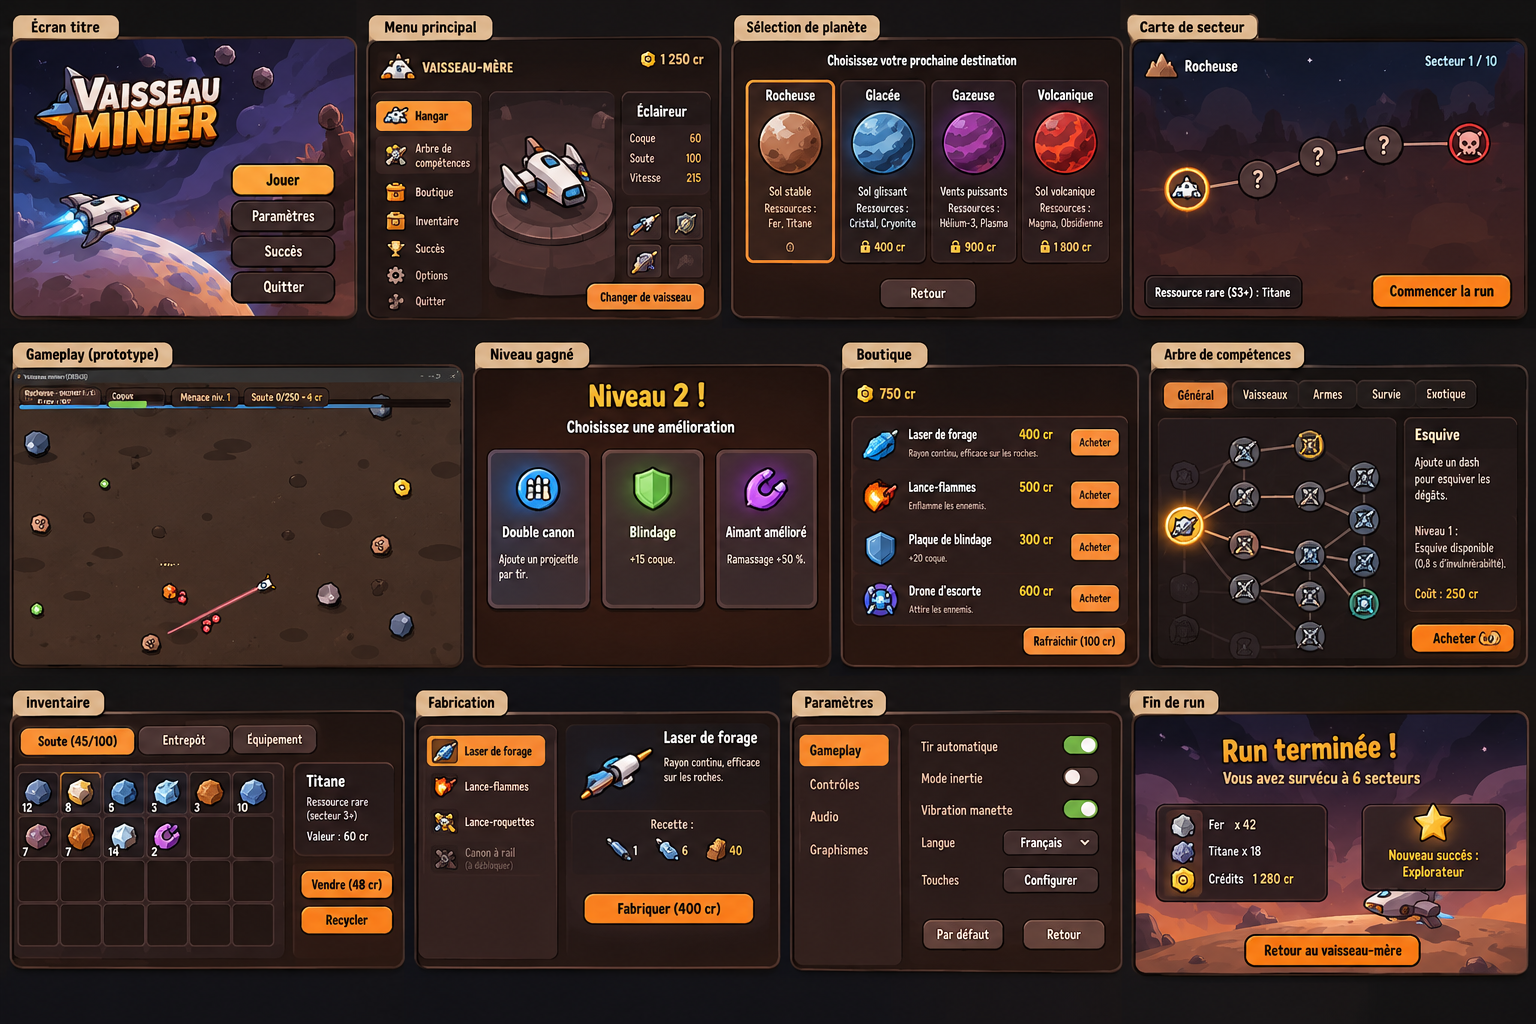 Écran titre
VAISSEAU
MINIER
Jouer
Paramètres
Succès
Quitter
Menu principal
VAISSEAU-MÈRE
1 250 cr
Hangar
Arbre de
compétences
Boutique
Inventaire
Succès
Options
Quitter
Éclaireur
Coque 60
Soute 100
Vitesse 215
Changer de vaisseau
Sélection de planète
Choisissez votre prochaine destination
Rocheuse
Sol stable
Ressources :
Fer, Titane
Glacée
Sol glissant
Ressources :
Cristal, Cryonite
400 cr
Gazeuse
Vents puissants
Ressources :
Hélium-3, Plasma
900 cr
Volcanique
Sol volcanique
Ressources :
Magma, Obsidienne
1 800 cr
Retour
Carte de secteur
Rocheuse
Secteur 1 / 10
?
?
?
Ressource rare (S3+) : Titane
Commencer la run
Gameplay (prototype)
Menace niv. 1
Soute 0/250 - 4 cr
Niveau gagné
Niveau 2 !
Choisissez une amélioration
Double canon
Ajoute un projectile
par tir.
Blindage
+15 coque.
Aimant amélioré
Ramassage +50 %.
Boutique
750 cr
Laser de forage 400 cr
Rayon continu, efficace sur les roches.
Acheter
Lance-flammes 500 cr
Enflamme les ennemis.
Acheter
Plaque de blindage 300 cr
+20 coque.
Acheter
Drone d'escorte 600 cr
Attire les ennemis.
Acheter
Rafraîchir (100 cr)
Arbre de compétences
Général
Vaisseaux
Armes
Survie
Exotique
Esquive
Ajoute un dash
pour esquiver les
dégâts.
Niveau 1 :
Esquive disponible
(0,8 s d'invulnérabilté).
Coût : 250 cr
Acheter
Inventaire
Soute (45/100)
Entrepôt
Équipement
12 8 5 3 3 10
7 7 14 2
Titane
Ressource rare
(secteur 3+)
Valeur : 60 cr
Vendre (48 cr)
Recycler
Fabrication
Laser de forage
Lance-flammes
Lance-roquettes
Canon à rail
(à débloquer)
Laser de forage
Rayon continu, efficace
sur les roches.
Recette :
1 6 40
Fabriquer (400 cr)
Paramètres
Gameplay
Contrôles
Audio
Graphismes
Tir automatique
Mode inertie
Vibration manette
Langue Français
Touches Configurer
Par défaut
Retour
Fin de run
Run terminée !
Vous avez survécu à 6 secteurs
Fer x 42
Titane x 18
Crédits 1 280 cr
Nouveau succès :
Explorateur
Retour au vaisseau-mère